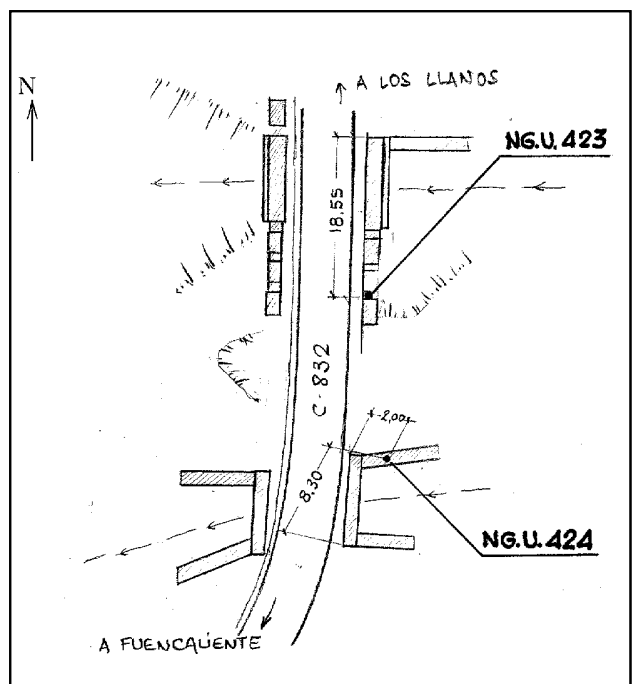 N
A LOS LLANOS
NG.U. 423
18.55
C-832
2,00
8.30
NG.U. 424
A FUENCALIENTE